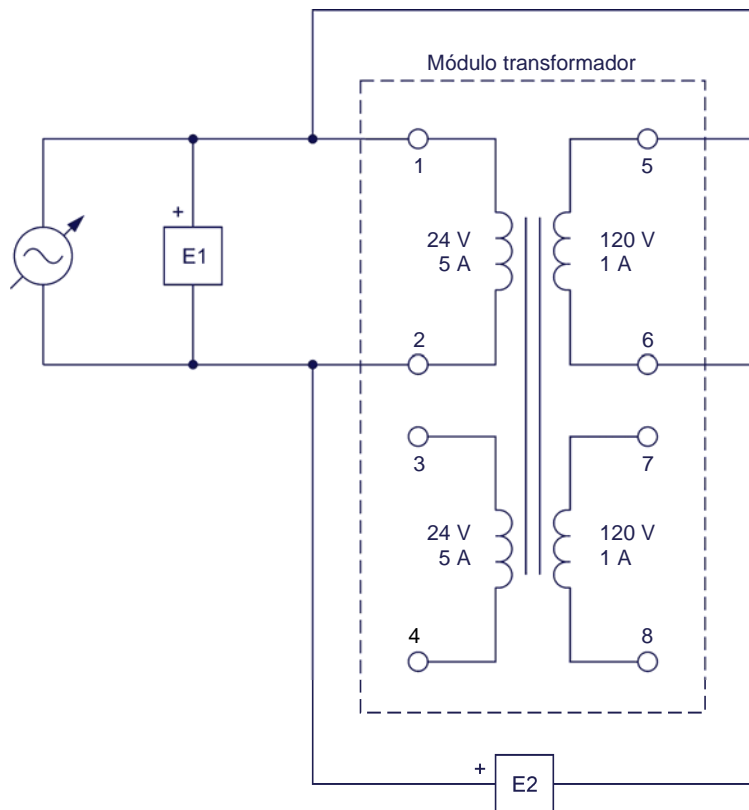 Módulo transformador
1
5
+
E1
24 V
5 A
120 V
1 A
2
6
3
7
24 V
5 A
120 V
1 A
4
8
+
E2